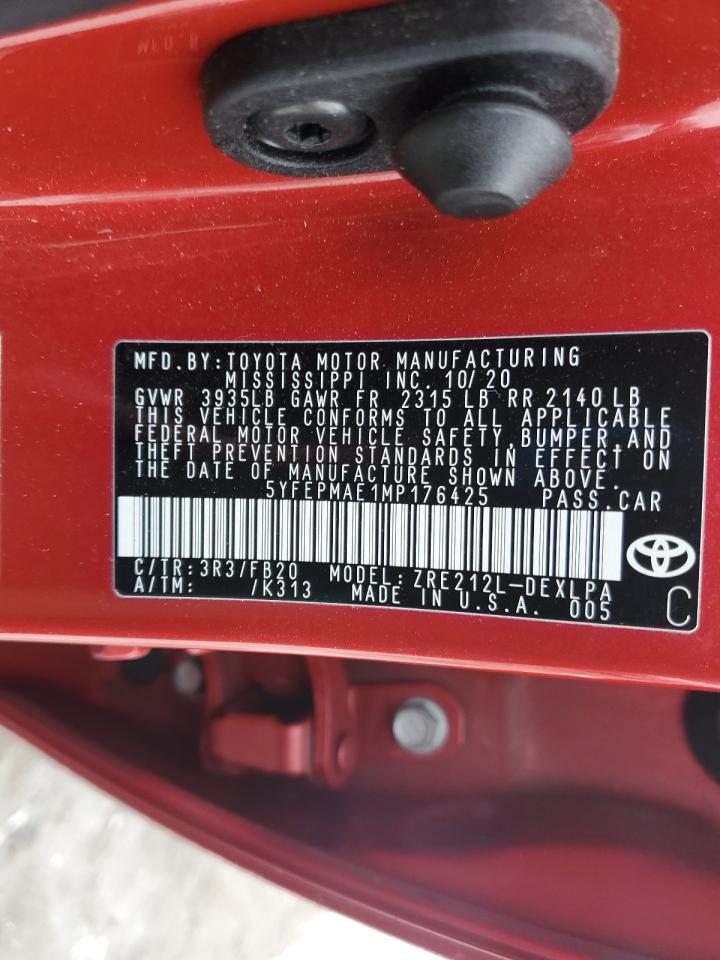 MFD.BY:TOYOTA MOTOR MANUFACTURING
MISSISSIPPI INC. 10/20
GVWR 3935LB GAWR FR 2315 LB RR 2140 LB
THIS VEHICLE CONFORMS TO ALL APPLICABLE
FEDERAL MOTOR VEHICLE SAFETY, BUMPER, AND
THEFT PREVENTION STANDARDS IN EFFECT ON
THE DATE OF MANUFACTURE SHOWN ABOVE.
5YFEPMAE1MP176425 PASS.CAR
C/TR: 3R3/FB20 MODEL: ZRE212L-DEXLPA
A/TM: /K313 MADE IN U.S.A. 005 C